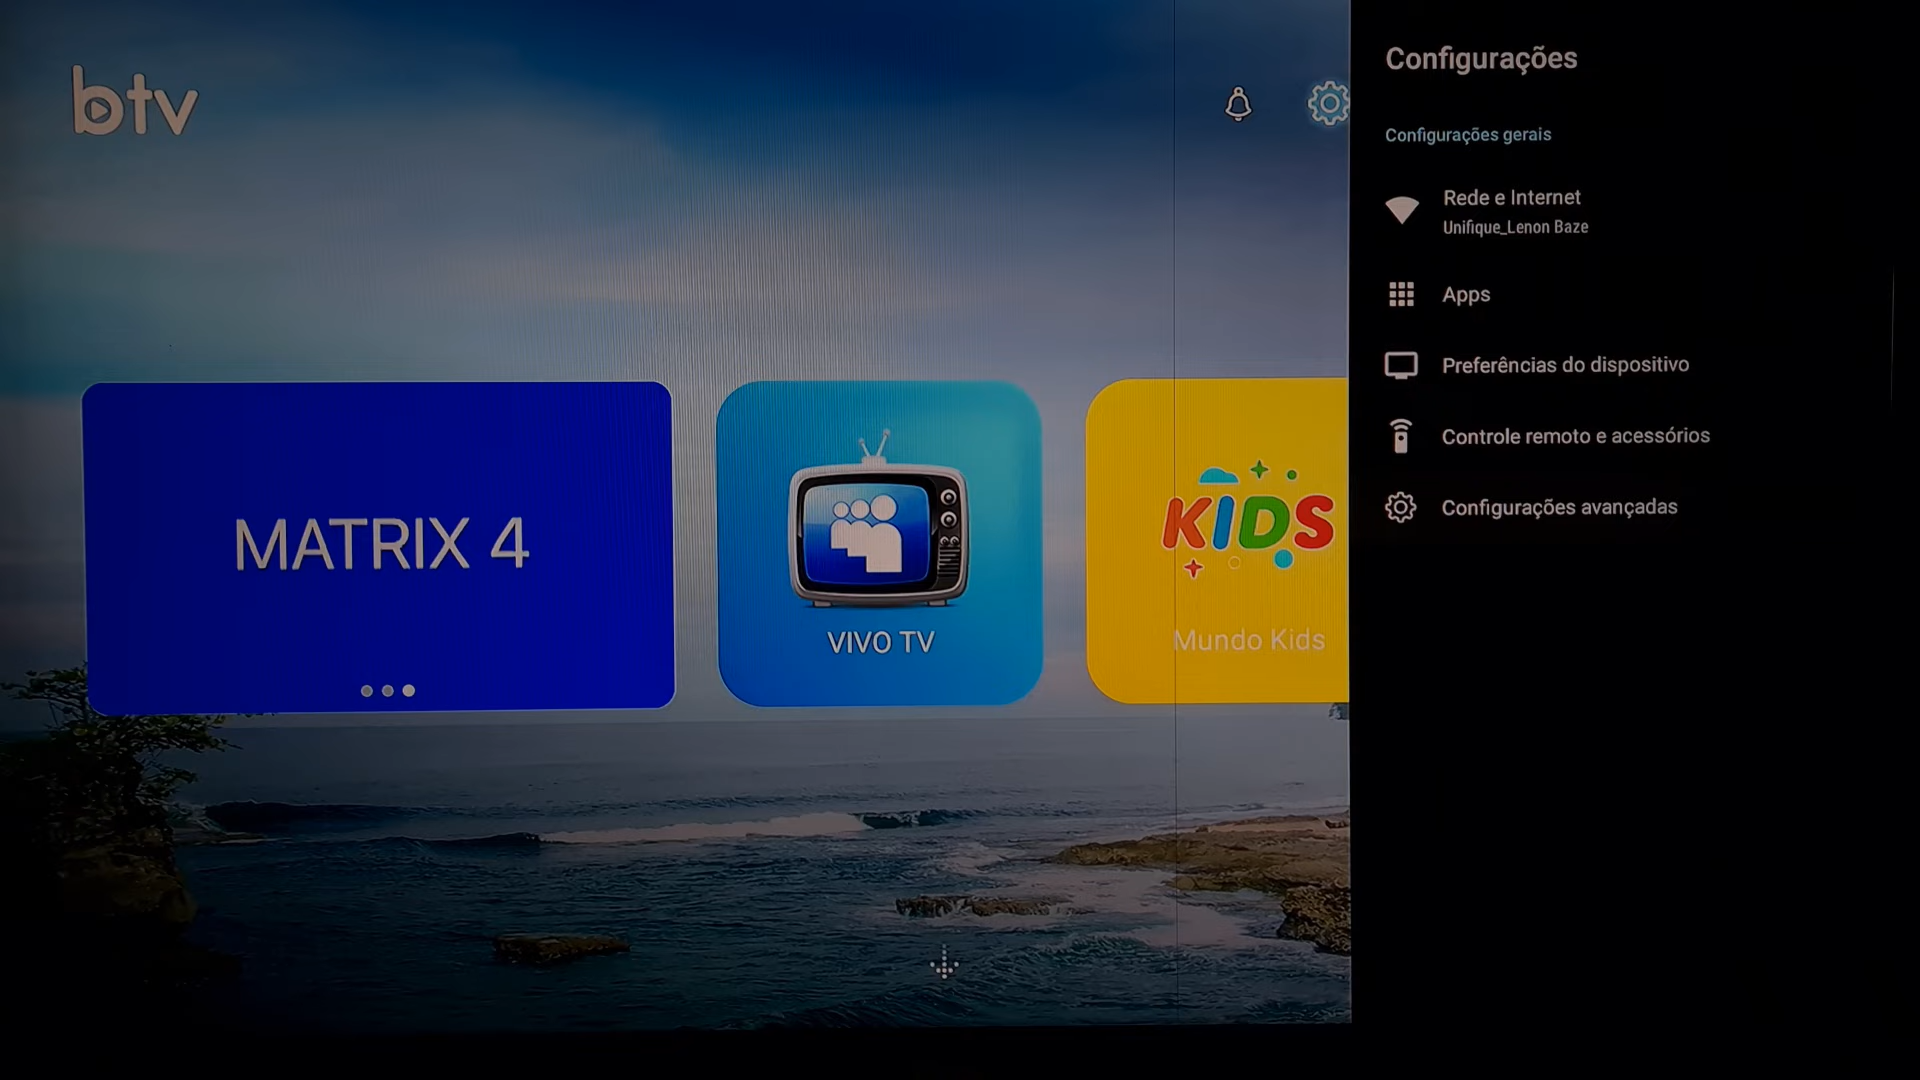 btv
Configurações
Configurações gerais
Rede e Internet
Unifique_Lenon Baze
Apps
Preferências do dispositivo
Controle remoto e acessórios
Configurações avançadas
MATRIX 4
VIVO TV
KIDS
Mundo Kids